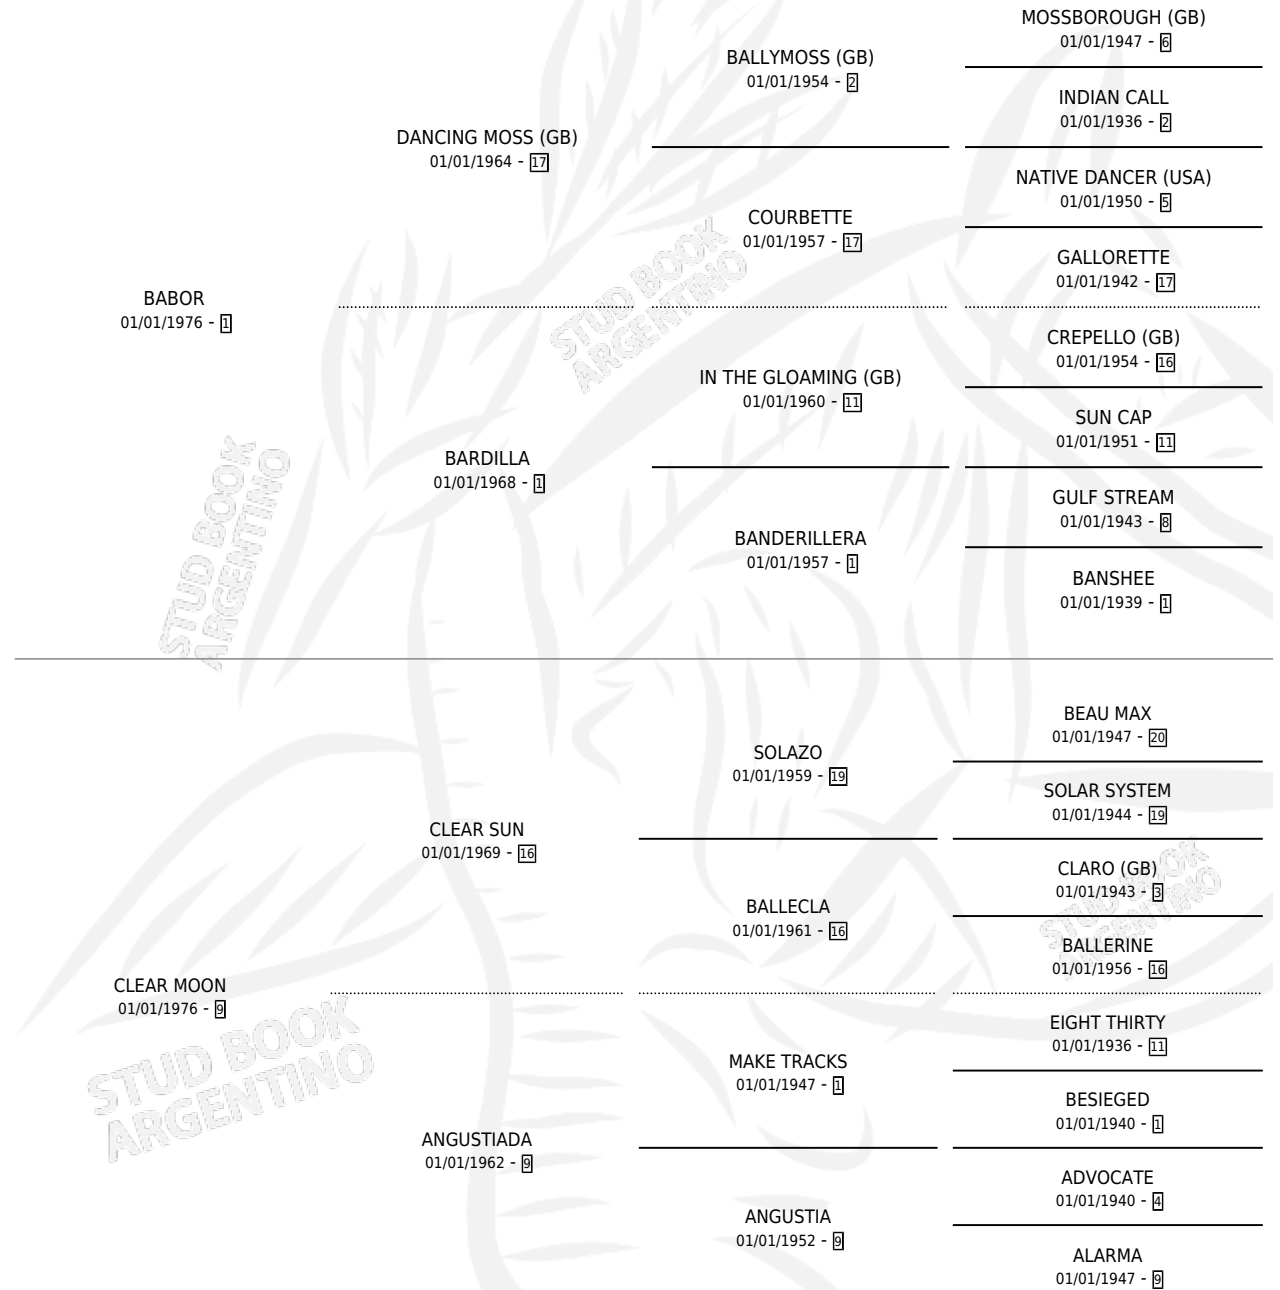 MOSSBOROUGH (GB)
01/01/1947 - 6
BALLYMOSS (GB)
01/01/1954 - 2
INDIAN CALL
01/01/1936 - 2
DANCING MOSS (GB)
01/01/1964 - 17
NATIVE DANCER (USA)
01/01/1950 - 5
COURBETTE
01/01/1957 - 17
GALLORETTE
01/01/1942 - 17
BABOR
01/01/1976 - 1
CREPELLO (GB)
01/01/1954 - 16
IN THE GLOAMING (GB)
01/01/1960 - 11
SUN CAP
01/01/1951 - 11
BARDILLA
01/01/1968 - 1
GULF STREAM
01/01/1943 - 8
BANDERILLERA
01/01/1957 - 1
BANSHEE
01/01/1939 - 1
STUD BOOK
ARGENTINO
STUD BOOK
ARGENTINO
BEAU MAX
01/01/1947 - 20
SOLAZO
01/01/1959 - 19
SOLAR SYSTEM
01/01/1944 - 19
CLEAR SUN
01/01/1969 - 16
CLARO (GB)
01/01/1943 - 3
BALLECLA
01/01/1961 - 16
BALLERINE
01/01/1956 - 16
STUD BOOK
ARGENTINO
CLEAR MOON
01/01/1976 - 9
EIGHT THIRTY
01/01/1936 - 11
MAKE TRACKS
01/01/1947 - 1
BESIEGED
01/01/1940 - 1
ANGUSTIADA
01/01/1962 - 9
ADVOCATE
01/01/1940 - 4
ANGUSTIA
01/01/1952 - 9
ALARMA
01/01/1947 - 9
STUD BOOK
ARGENTINO